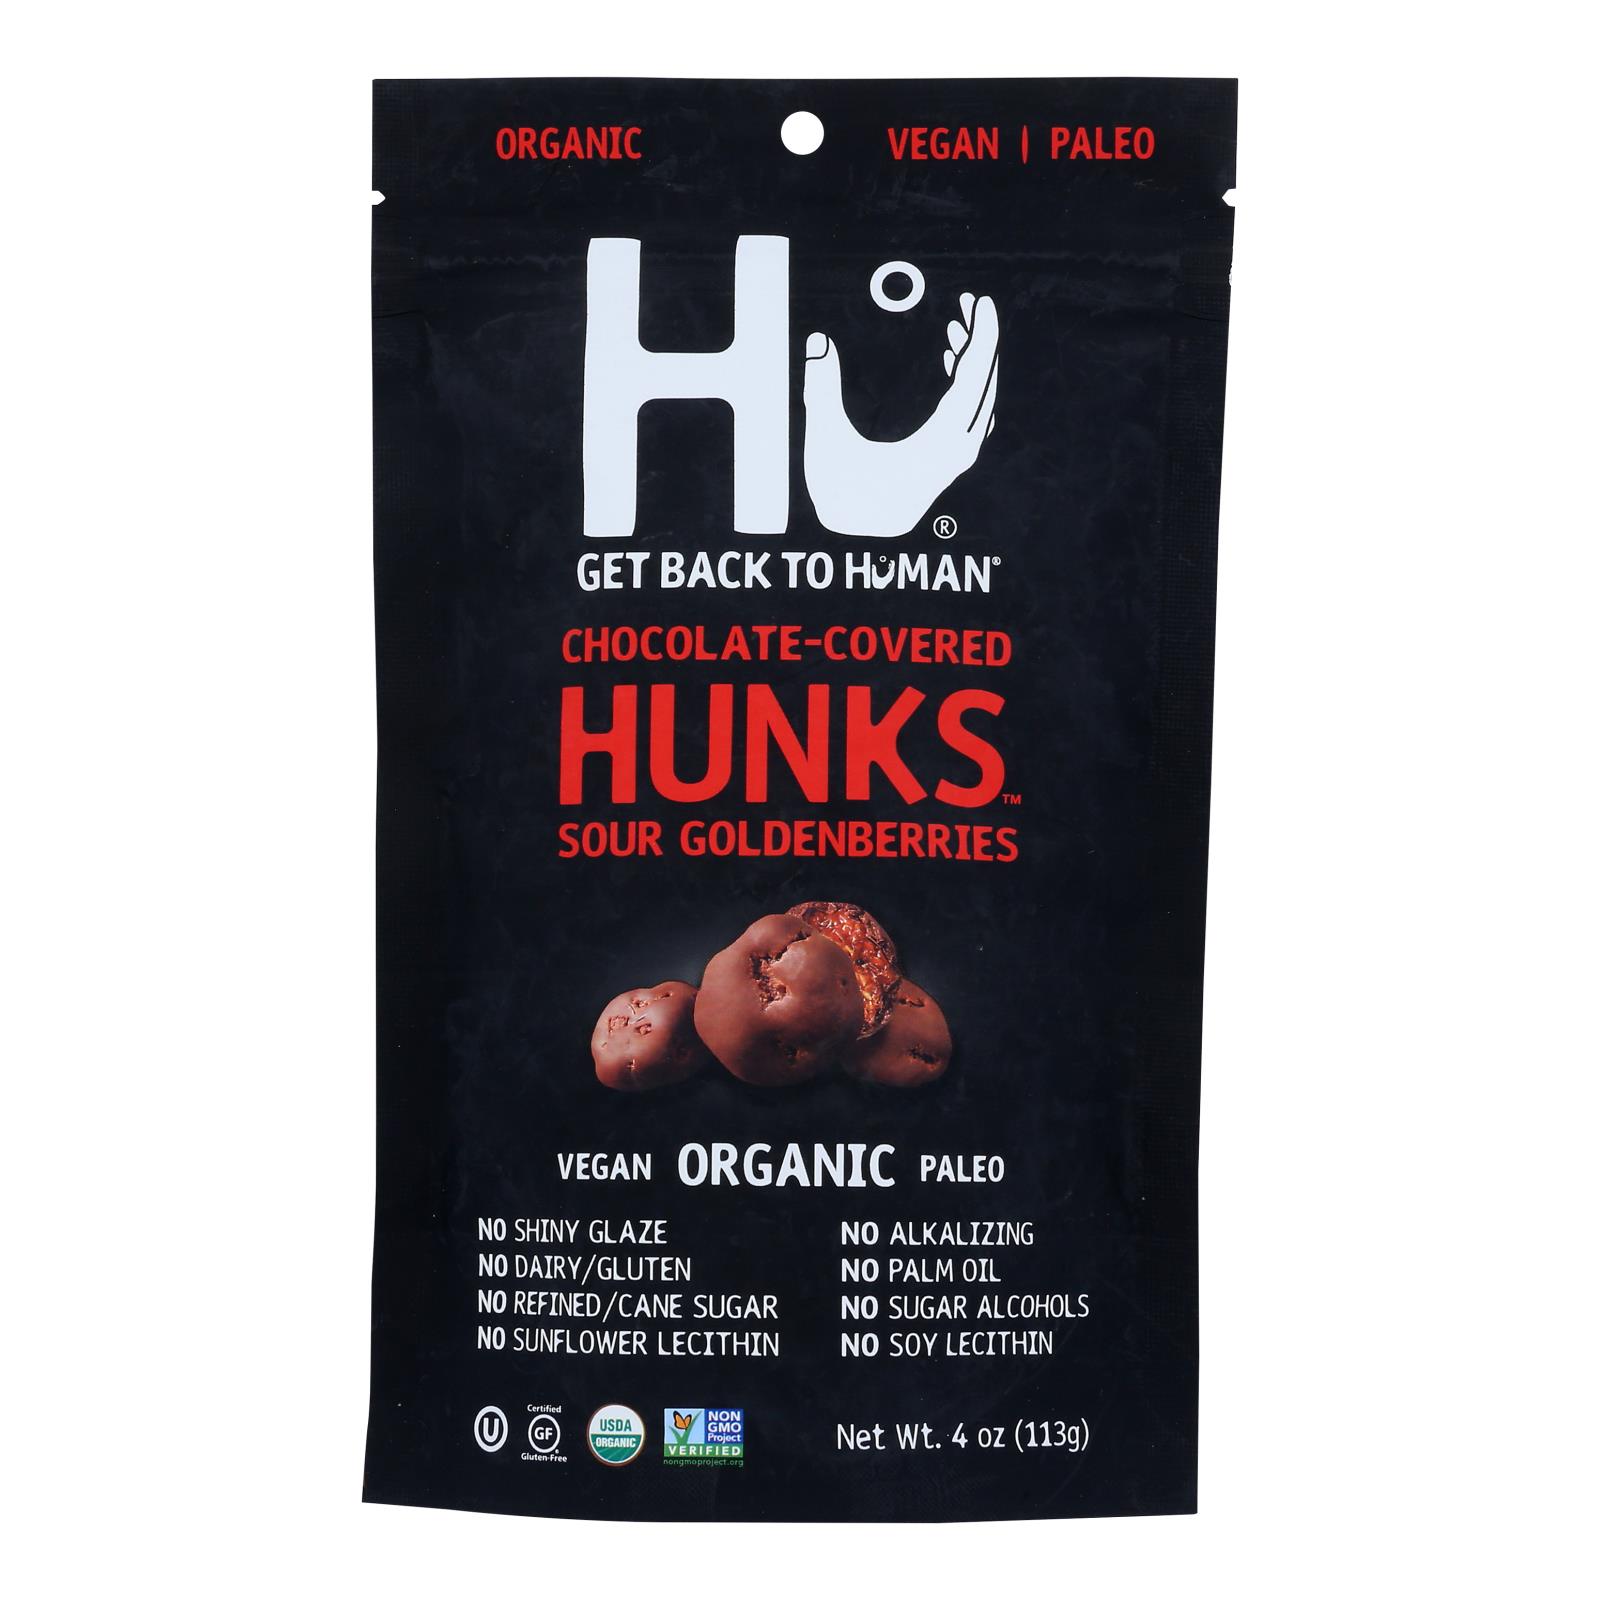 ORGANIC VEGAN | PALEO
Hu®
GET BACK TO HUMAN®
CHOCOLATE-COVERED
HUNKS™
SOUR GOLDENBERRIES
VEGAN ORGANIC PALEO
NO SHINY GLAZE
NO DAIRY/GLUTEN
NO REFINED/CANE SUGAR
NO SUNFLOWER LECITHIN
NO ALKALIZING
NO PALM OIL
NO SUGAR ALCOHOLS
NO SOY LECITHIN
U
Certified
GF®
Gluten-Free
USDA
ORGANIC
NON
GMO
Project
VERIFIED
nongmoproject.org
Net Wt. 4 oz (113g)